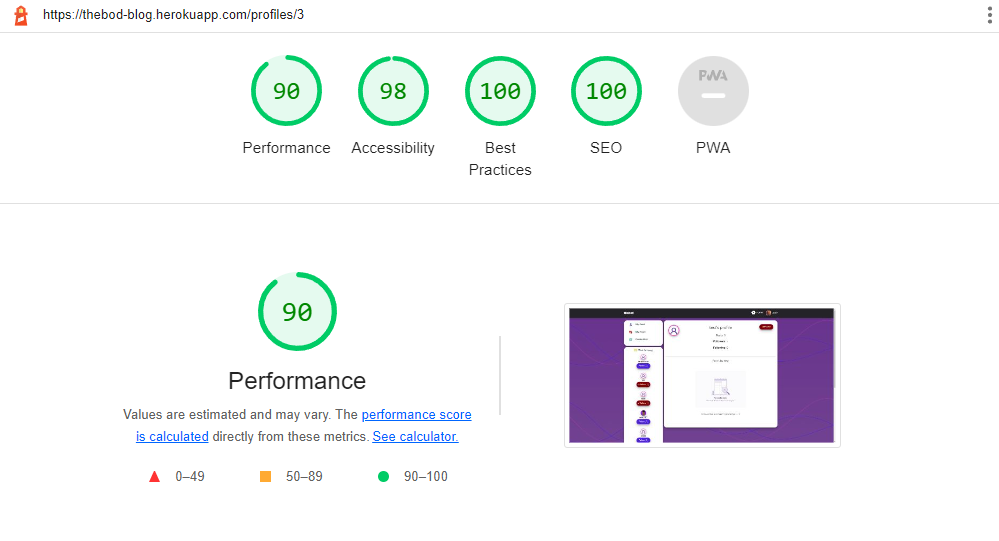 https://thebod-blog.herokuapp.com/profiles/3
90
98
100
100
PWA
Performance
Accessibility
Best
Practices
SEO
PWA
90
Performance
Values are estimated and may vary. The performance score
is calculated directly from these metrics. See calculator.
0–49
50–89
90–100